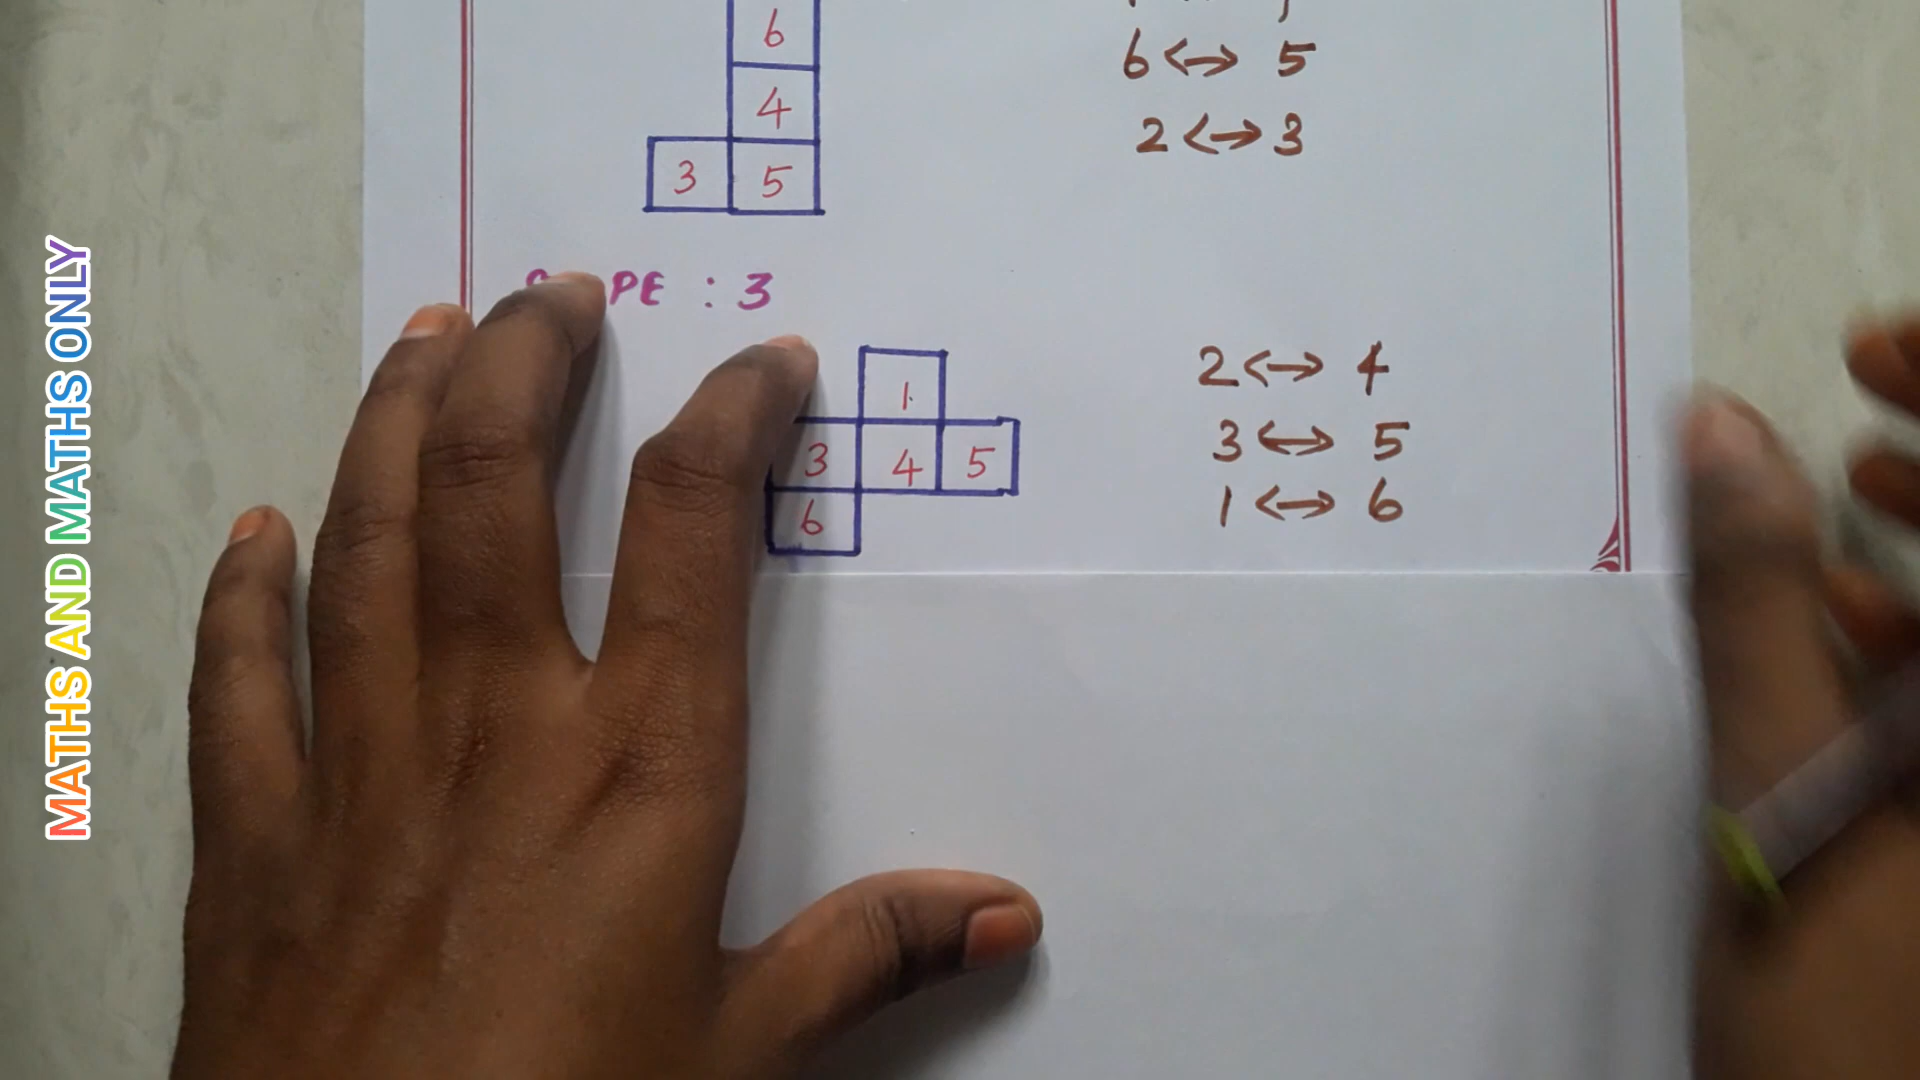 MATHS AND MATHS ONLY
6
4
3 5
6 <-> 5
2 <-> 3
: 3
1
3 4 5
6
2 <-> 4
3 <-> 5
1 <-> 6